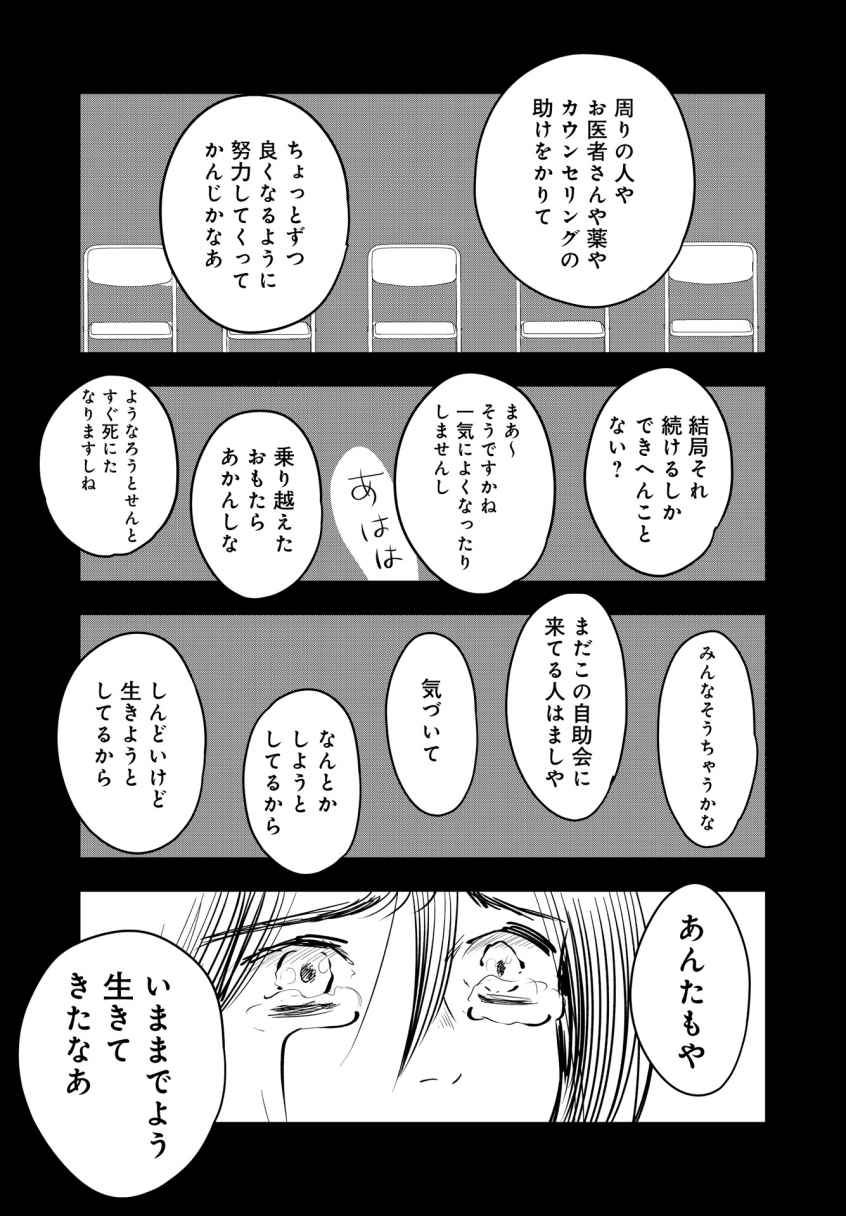 周りの人や
お医者さんや薬や
カウンセリングの
助けをかりて
ちょっとずつ
良くなるように
努力してくって
かんじかなあ
結局それ
続けるしか
できへんこと
ない?
まあ~
そうですかね
一気によくなったり
しませんし
あはは
乗り越えた
おもたら
あかんしな
ようなろうとせんと
すぐ死にた
なりますしね
みんなそうちゃうかな
まだこの自助会に
来てる人はましや
気づいて
なんとか
しようと
してるから
しんどいけど
生きようと
してるから
あんたもや
いままでよう
生きて
きたなあ